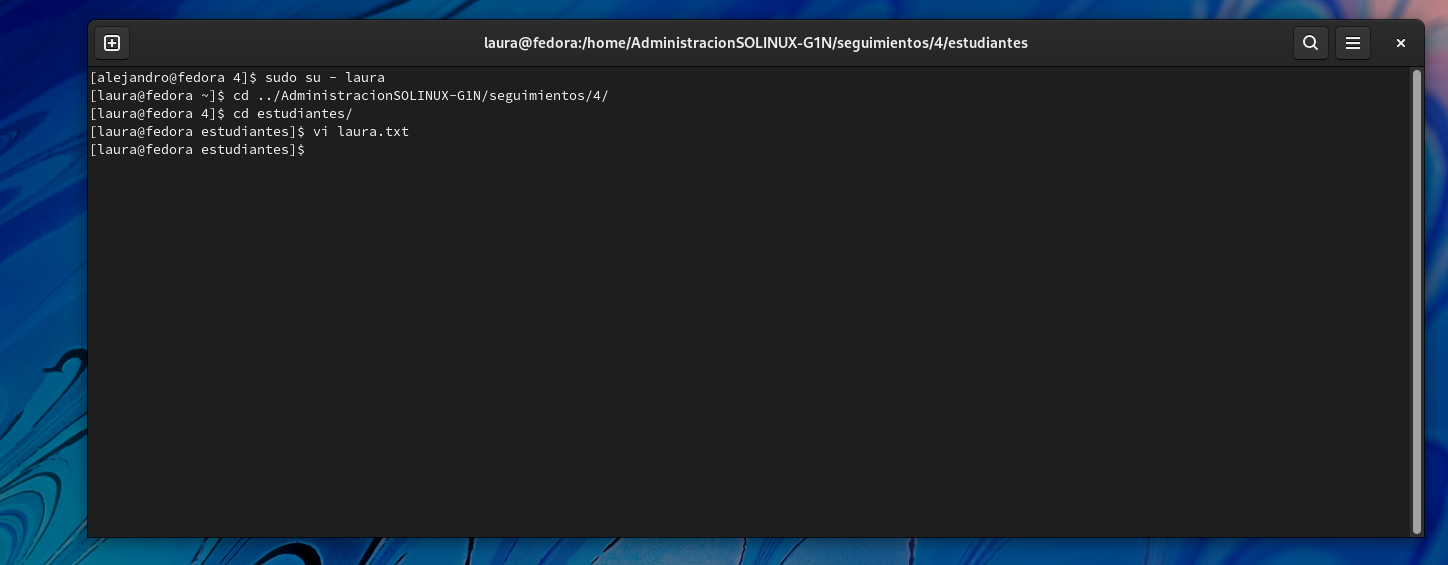 laura@fedora:/home/AdministracionSOLINUX-G1N/seguimientos/4/estudiantes
[alejandro@fedora 4]$ sudo su - laura
[laura@fedora ~]$ cd ../AdministracionSOLINUX-G1N/seguimientos/4/
[laura@fedora 4]$ cd estudiantes/
[laura@fedora estudiantes]$ vi laura.txt
[laura@fedora estudiantes]$